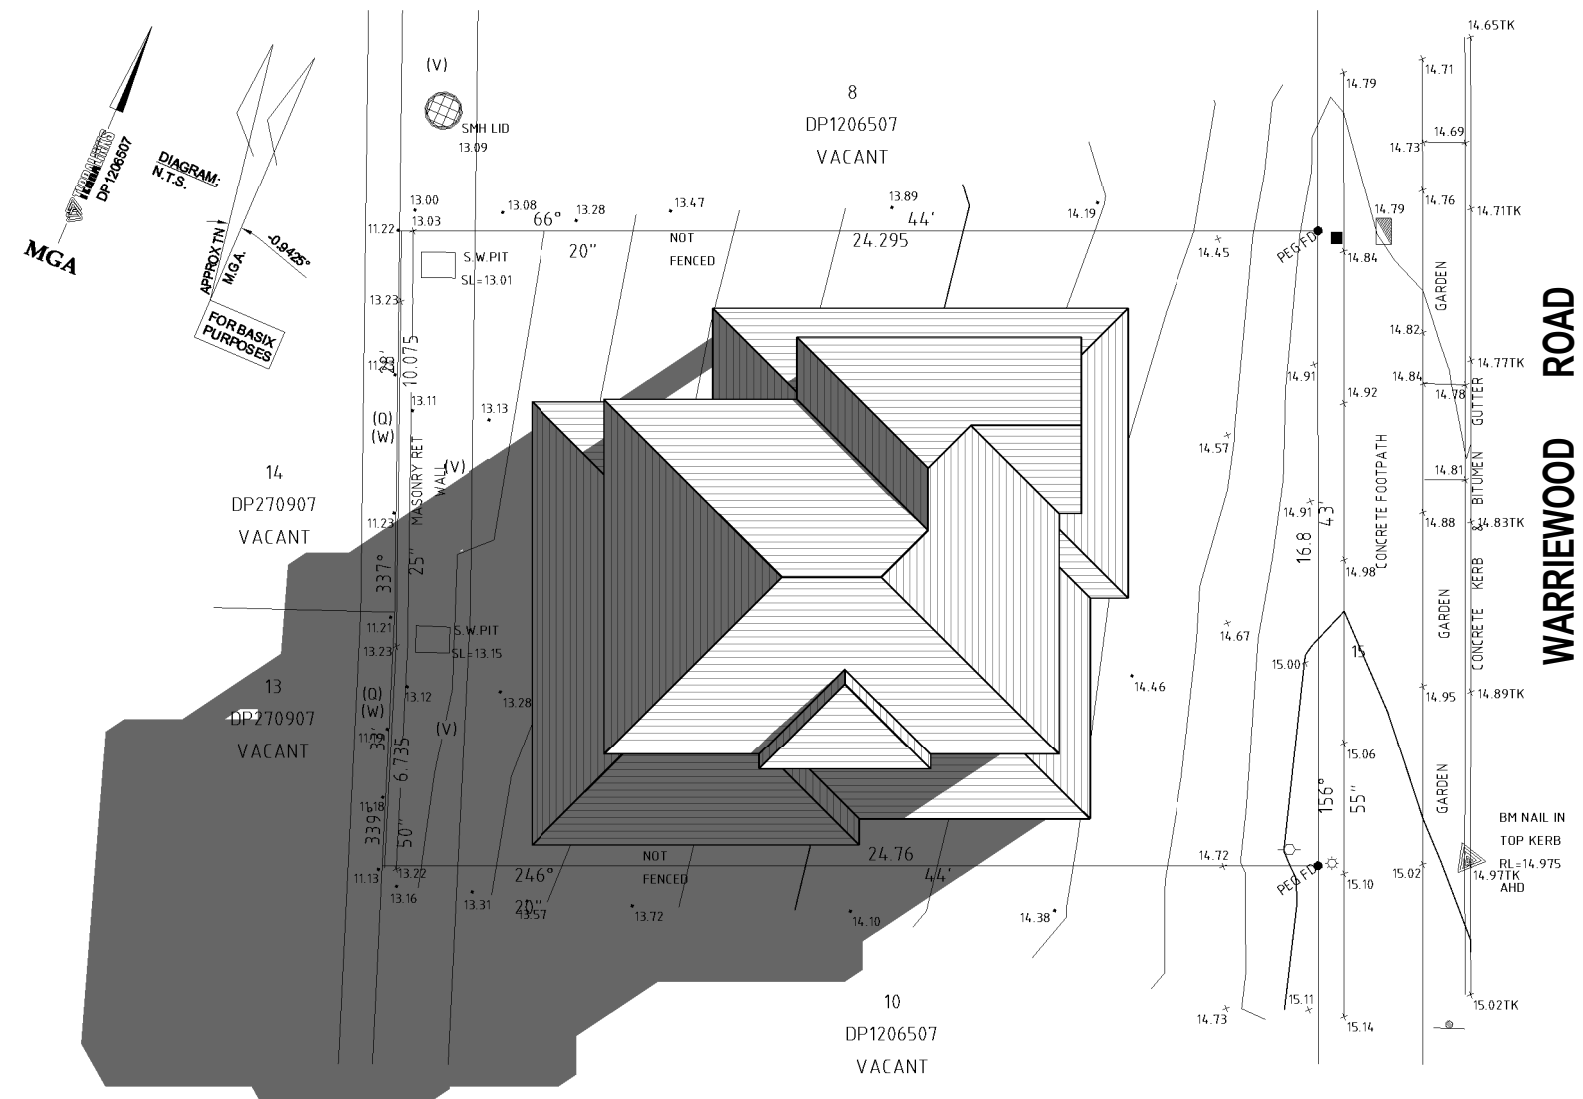 14.65TK
(V)
14.71
14.79
8
DP1206507
VACANT
SMH LID
13.09
14.69
14.73
DP1206507
DIAGRAM:
N.T.S.
MGA
APPROX TN
M.G.A.
-0.9425°
FOR BASIX
PURPOSES
13.00
13.03
13.08
13.28
13.47
13.89
14.19
14.76
14.79
14.71TK
11.22
66°
20"
NOT
FENCED
44'
24.295
14.45
PEG FD
14.84
S.W.PIT
SL=13.01
GARDEN
13.23
14.82
28'
10.075
14.91
14.84
14.77TK
14.78
14.92
13.11
13.13
(Q)
(W)
(V)
MASONRY RET
WALL
14
DP270907
VACANT
14.57
14.81
CONCRETE FOOTPATH
CONCRETE KERB & BITUMEN GUTTER
WARRIEWOOD ROAD
11.23
14.91
14.88
14.83TK
16.8
43'
337°
25"
14.98
11.21
13.23
S.W.PIT
SL=13.15
14.67
GARDEN
15
15.00
13
DP270907
VACANT
(Q)
(W)
13.12
13.28
14.46
14.95
14.89TK
33'
6.735
(V)
15.06
11.18
156°
55"
GARDEN
339°
50"
BM NAIL IN
TOP KERB
RL=14.975
AHD
NOT
FENCED
24.76
44'
246°
20"
11.13
13.22
13.16
13.31
13.57
13.72
14.10
14.38
14.72
PEG FD
15.10
15.02
14.97TK
10
DP1206507
VACANT
14.73
15.11
15.14
15.02TK